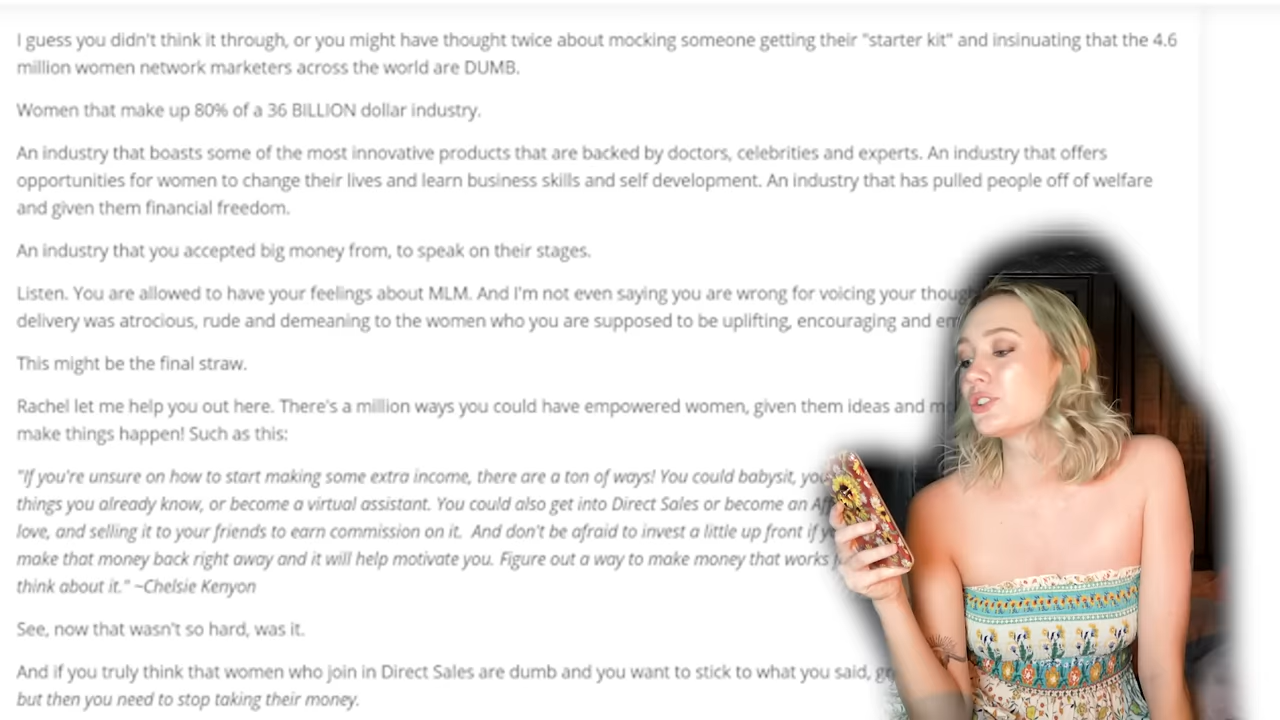 I guess you didn't think it through, or you might have thought twice about mocking someone getting their "starter kit" and insinuating that the 4.6
million women network marketers across the world are DUMB.
Women that make up 80% of a 36 BILLION dollar industry.
An industry that boasts some of the most innovative products that are backed by doctors, celebrities and experts. An industry that offers
opportunities for women to change their lives and learn business skills and self development. An industry that has pulled people off of welfare
and given them financial freedom.
An industry that you accepted big money from, to speak on their stages.
Listen. You are allowed to have your feelings about MLM. And I'm not even saying you are wrong for voicing your
delivery was atrocious, rude and demeaning to the women who you are supposed to be uplifting, encouraging and
This might be the final straw.
Rachel let me help you out here. There's a million ways you could have empowered women, given them ideas and
make things happen! Such as this:
"If you're unsure on how to start making some extra income, there are a ton of ways! You could babysit,
things you already know, or become a virtual assistant. You could also get into Direct Sales or become an
love, and selling it to your friends to earn commission on it. And don't be afraid to invest a little up front if
make that money back right away and it will help motivate you. Figure out a way to make money that works
think about it." ~Chelsie Kenyon
See, now that wasn't so hard, was it.
And if you truly think that women who join in Direct Sales are dumb and you want to stick to what you said,
but then you need to stop taking their money.